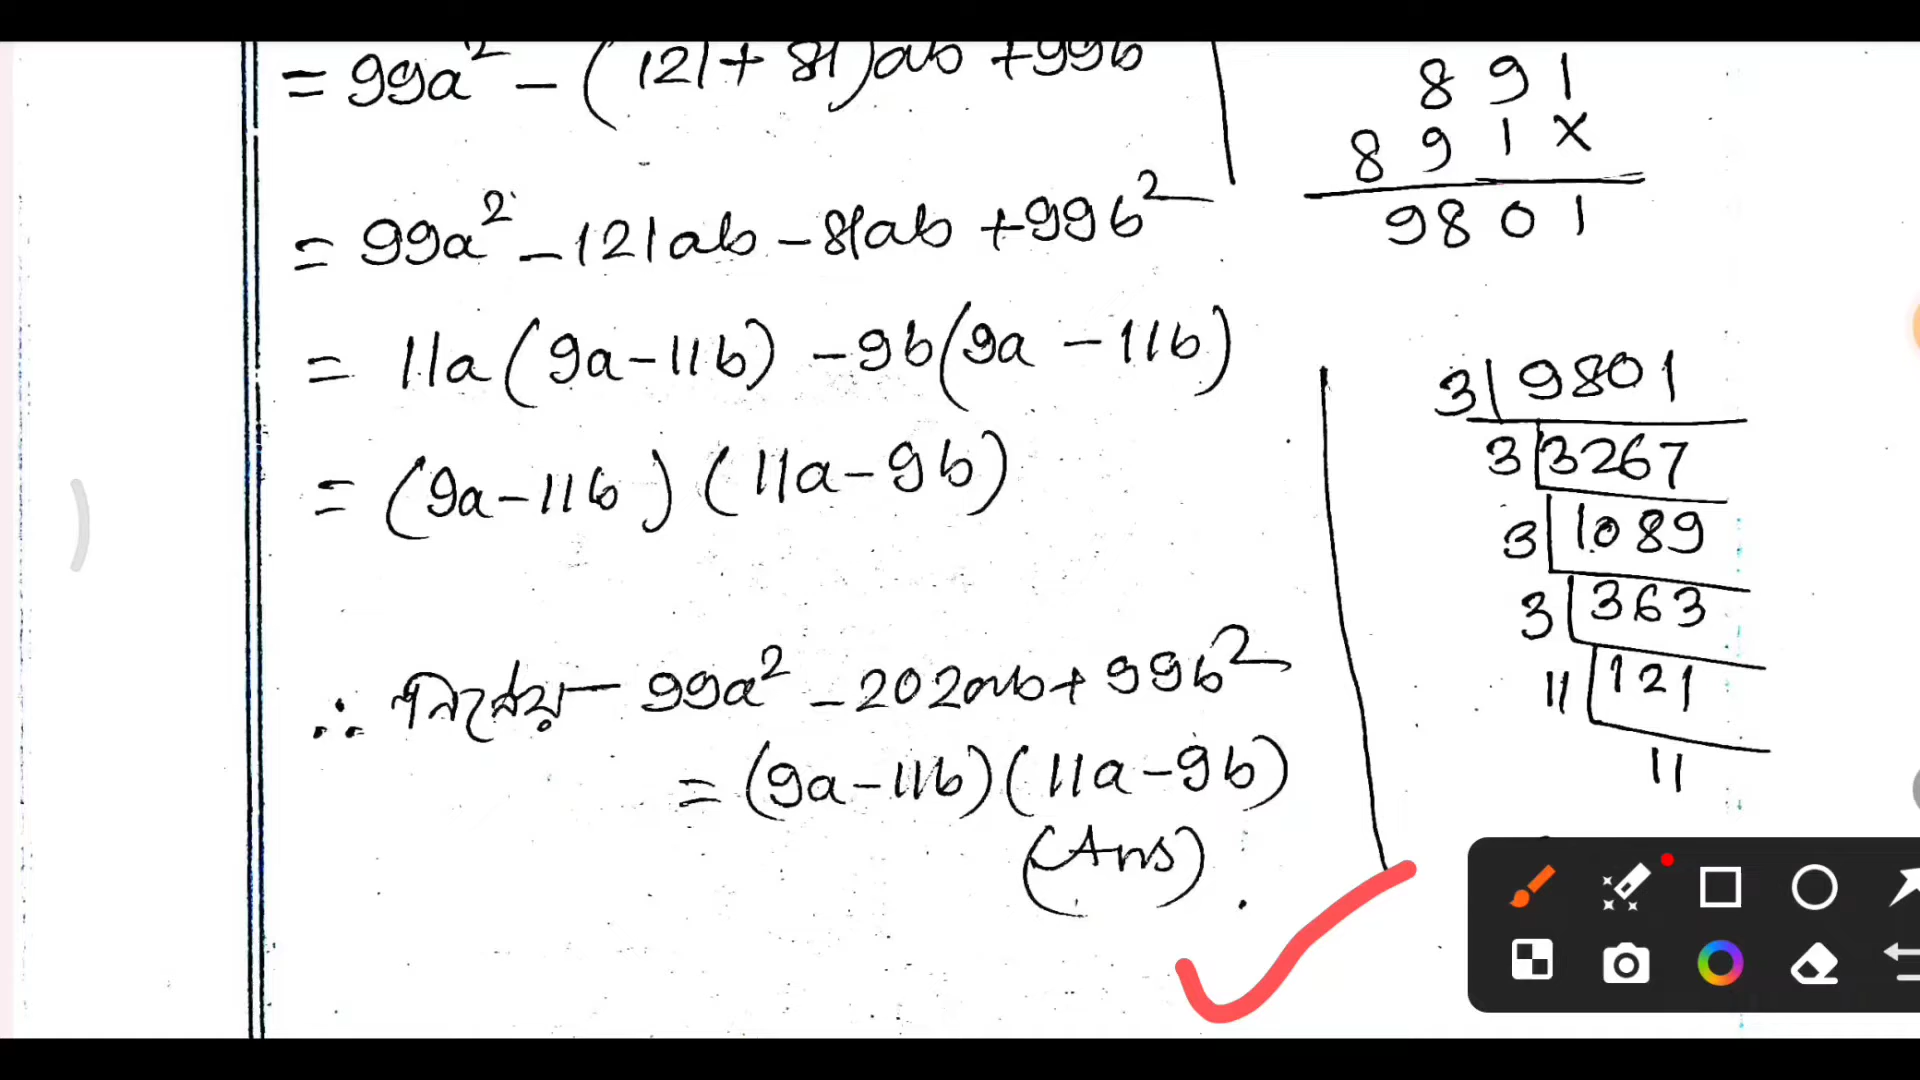 = 99a² - (121+81)ab +99b
= 99a² - 121ab - 81ab + 99b²
= 11a(9a-11b) -9b(9a-11b)
= (9a-11b)(11a-9b)
∴ 99a² - 202ab + 99b²
= (9a-11b)(11a-9b)
(Ans).
891
891×
9801
3|9801
3|3267
3|1089
3|363
11|121
11